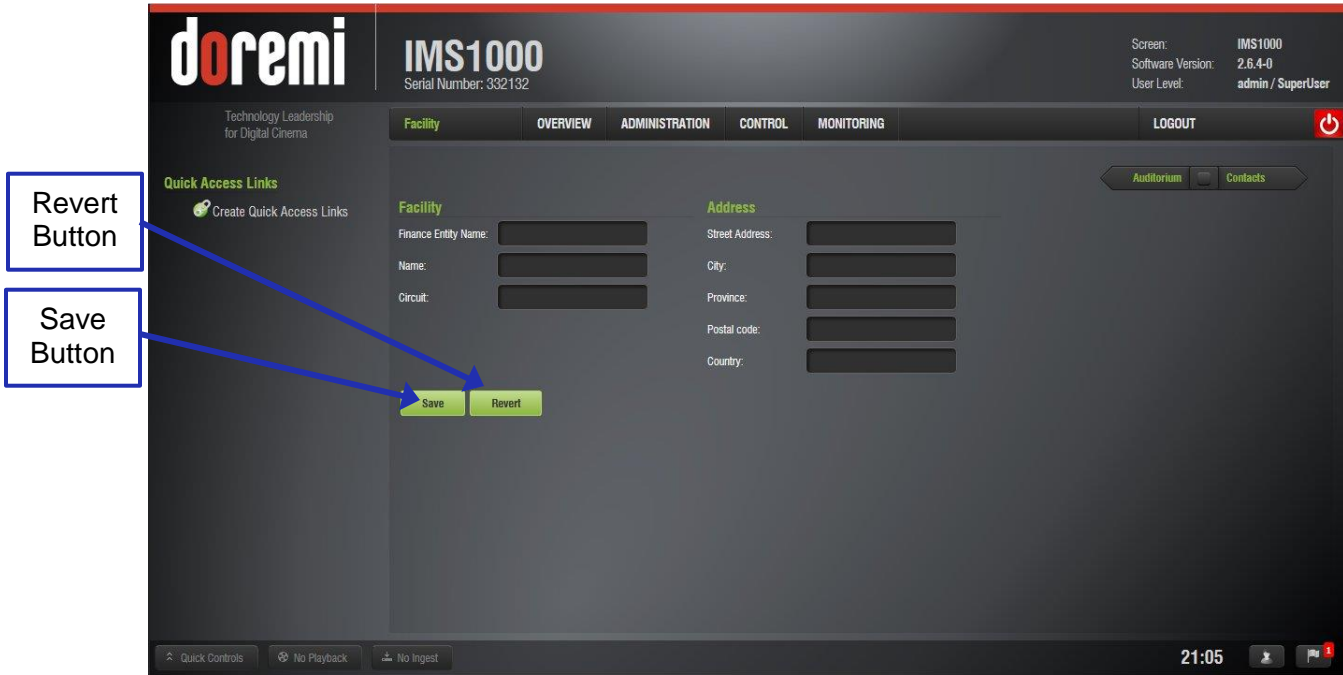 doremi
Technology Leadership
for Digital Cinema
IMS1000
Serial Number: 332132
Screen: IMS1000
Software Version: 2.6.4-0
User Level: admin / SuperUser
Facility OVERVIEW ADMINISTRATION CONTROL MONITORING LOGOUT
Auditorium Contacts
Quick Access Links
Create Quick Access Links
Revert
Button
Save
Button
Facility
Finance Entity Name:
Name:
Circuit:
Address
Street Address:
City:
Province:
Postal code:
Country:
Save Revert
Quick Controls No Playback No Ingest 21:05 1